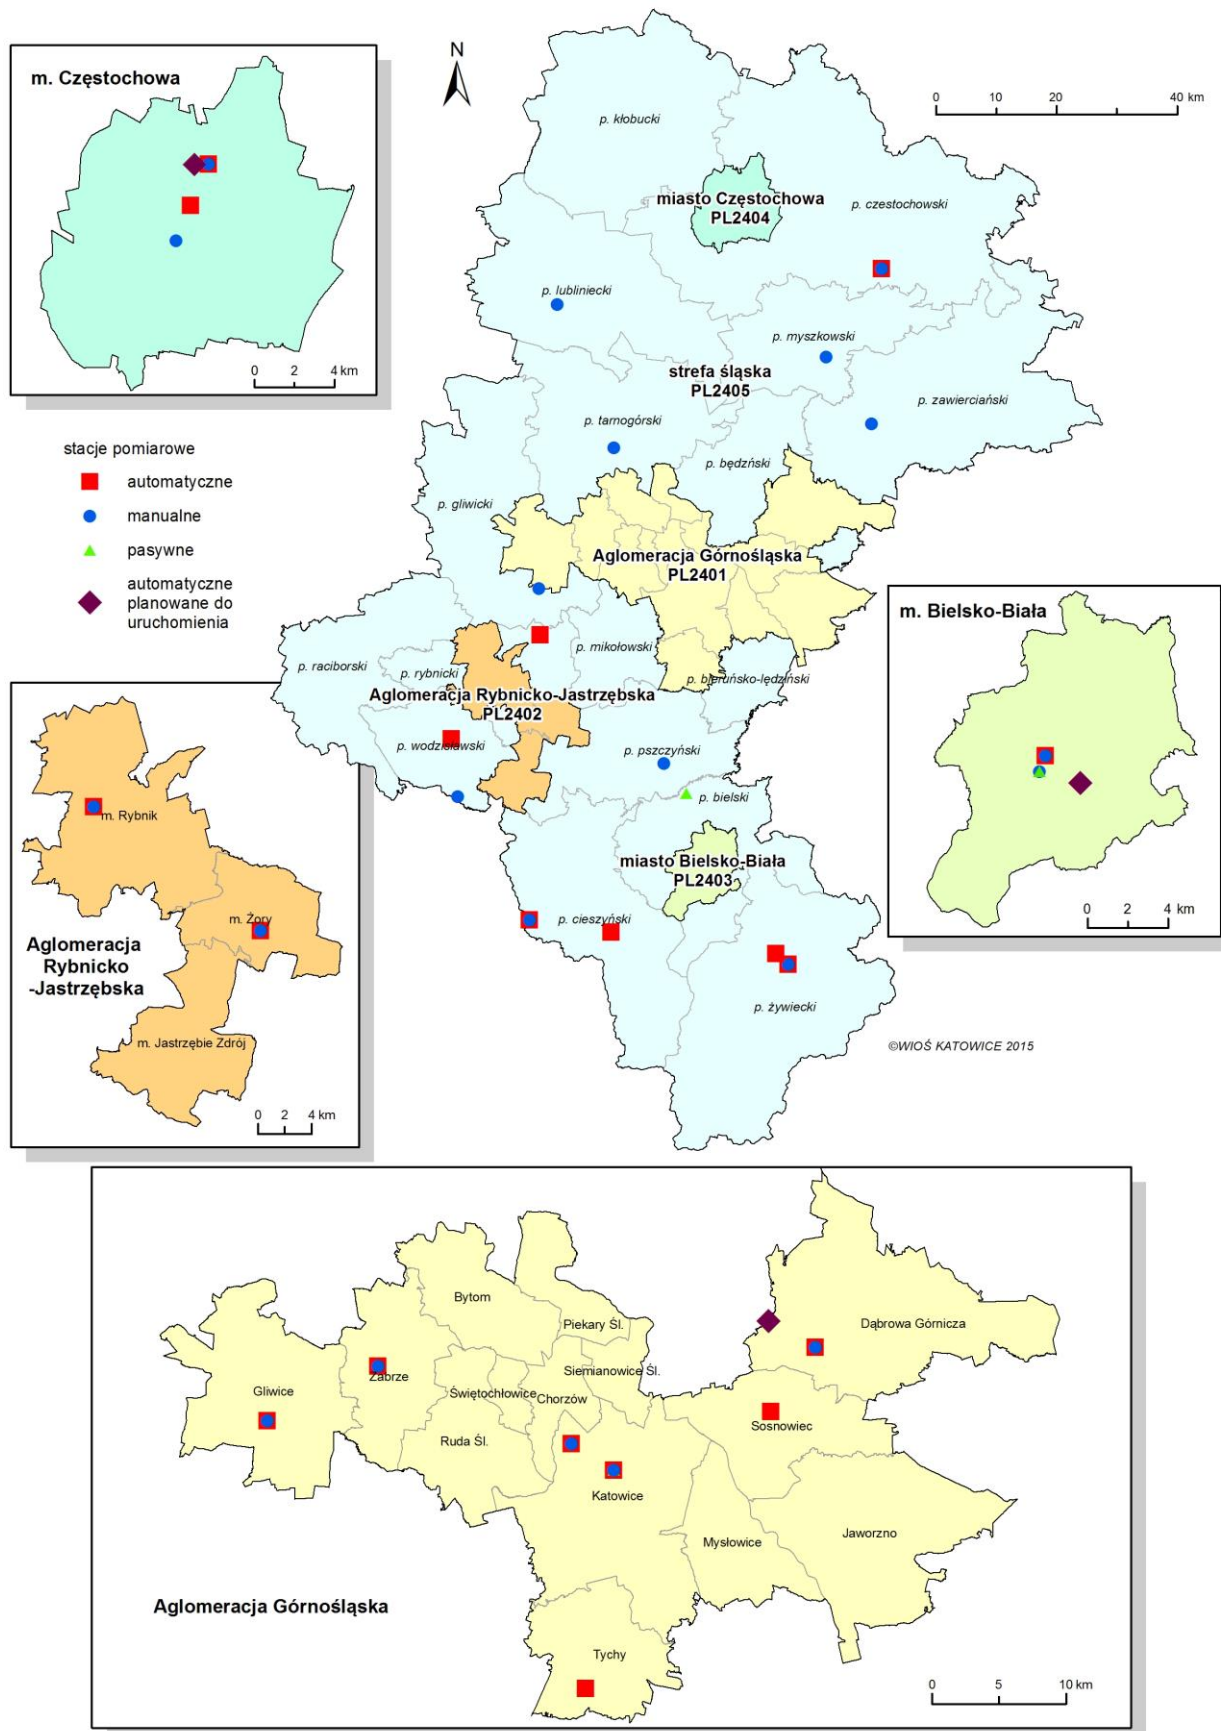 m. Częstochowa
N
0 10 20 40 km
p. kłobucki
miasto Częstochowa
PL2404
p. czestochowski
p. lubliniecki
p. myszkowski
strefa śląska
PL2405
p. zawierciański
p. tarnogórski
p. będzński
p. gliwicki
0 2 4 km
stacje pomiarowe
automatyczne
manualne
pasywne
automatyczne
planowane do
uruchomienia
Aglomeracja Górnośląska
PL2401
p. raciborski
p. rybnicki
p. mikołowski
p. bieruńsko-lędziński
Aglomeracja Rybnicko-Jastrzębska
PL2402
p. wodzisławski
p. pszczyński
p. bielski
miasto Bielsko-Biała
PL2403
p. cieszyński
p. żywiecki
©WIOŚ KATOWICE 2015
m. Bielsko-Biała
0 2 4 km
m. Rybnik
m. Żory
Aglomeracja
Rybnicko
-Jastrzębska
m. Jastrzębie Zdrój
0 2 4 km
Bytom
Piekary Śl.
Dąbrowa Górnicza
Siemianowice Śl.
Zabrze
Gliwice
Świętochłowice
Chorzów
Sosnowiec
Ruda Śl.
Katowice
Mysłowice
Jaworzno
Aglomeracja Górnośląska
Tychy
0 5 10 km